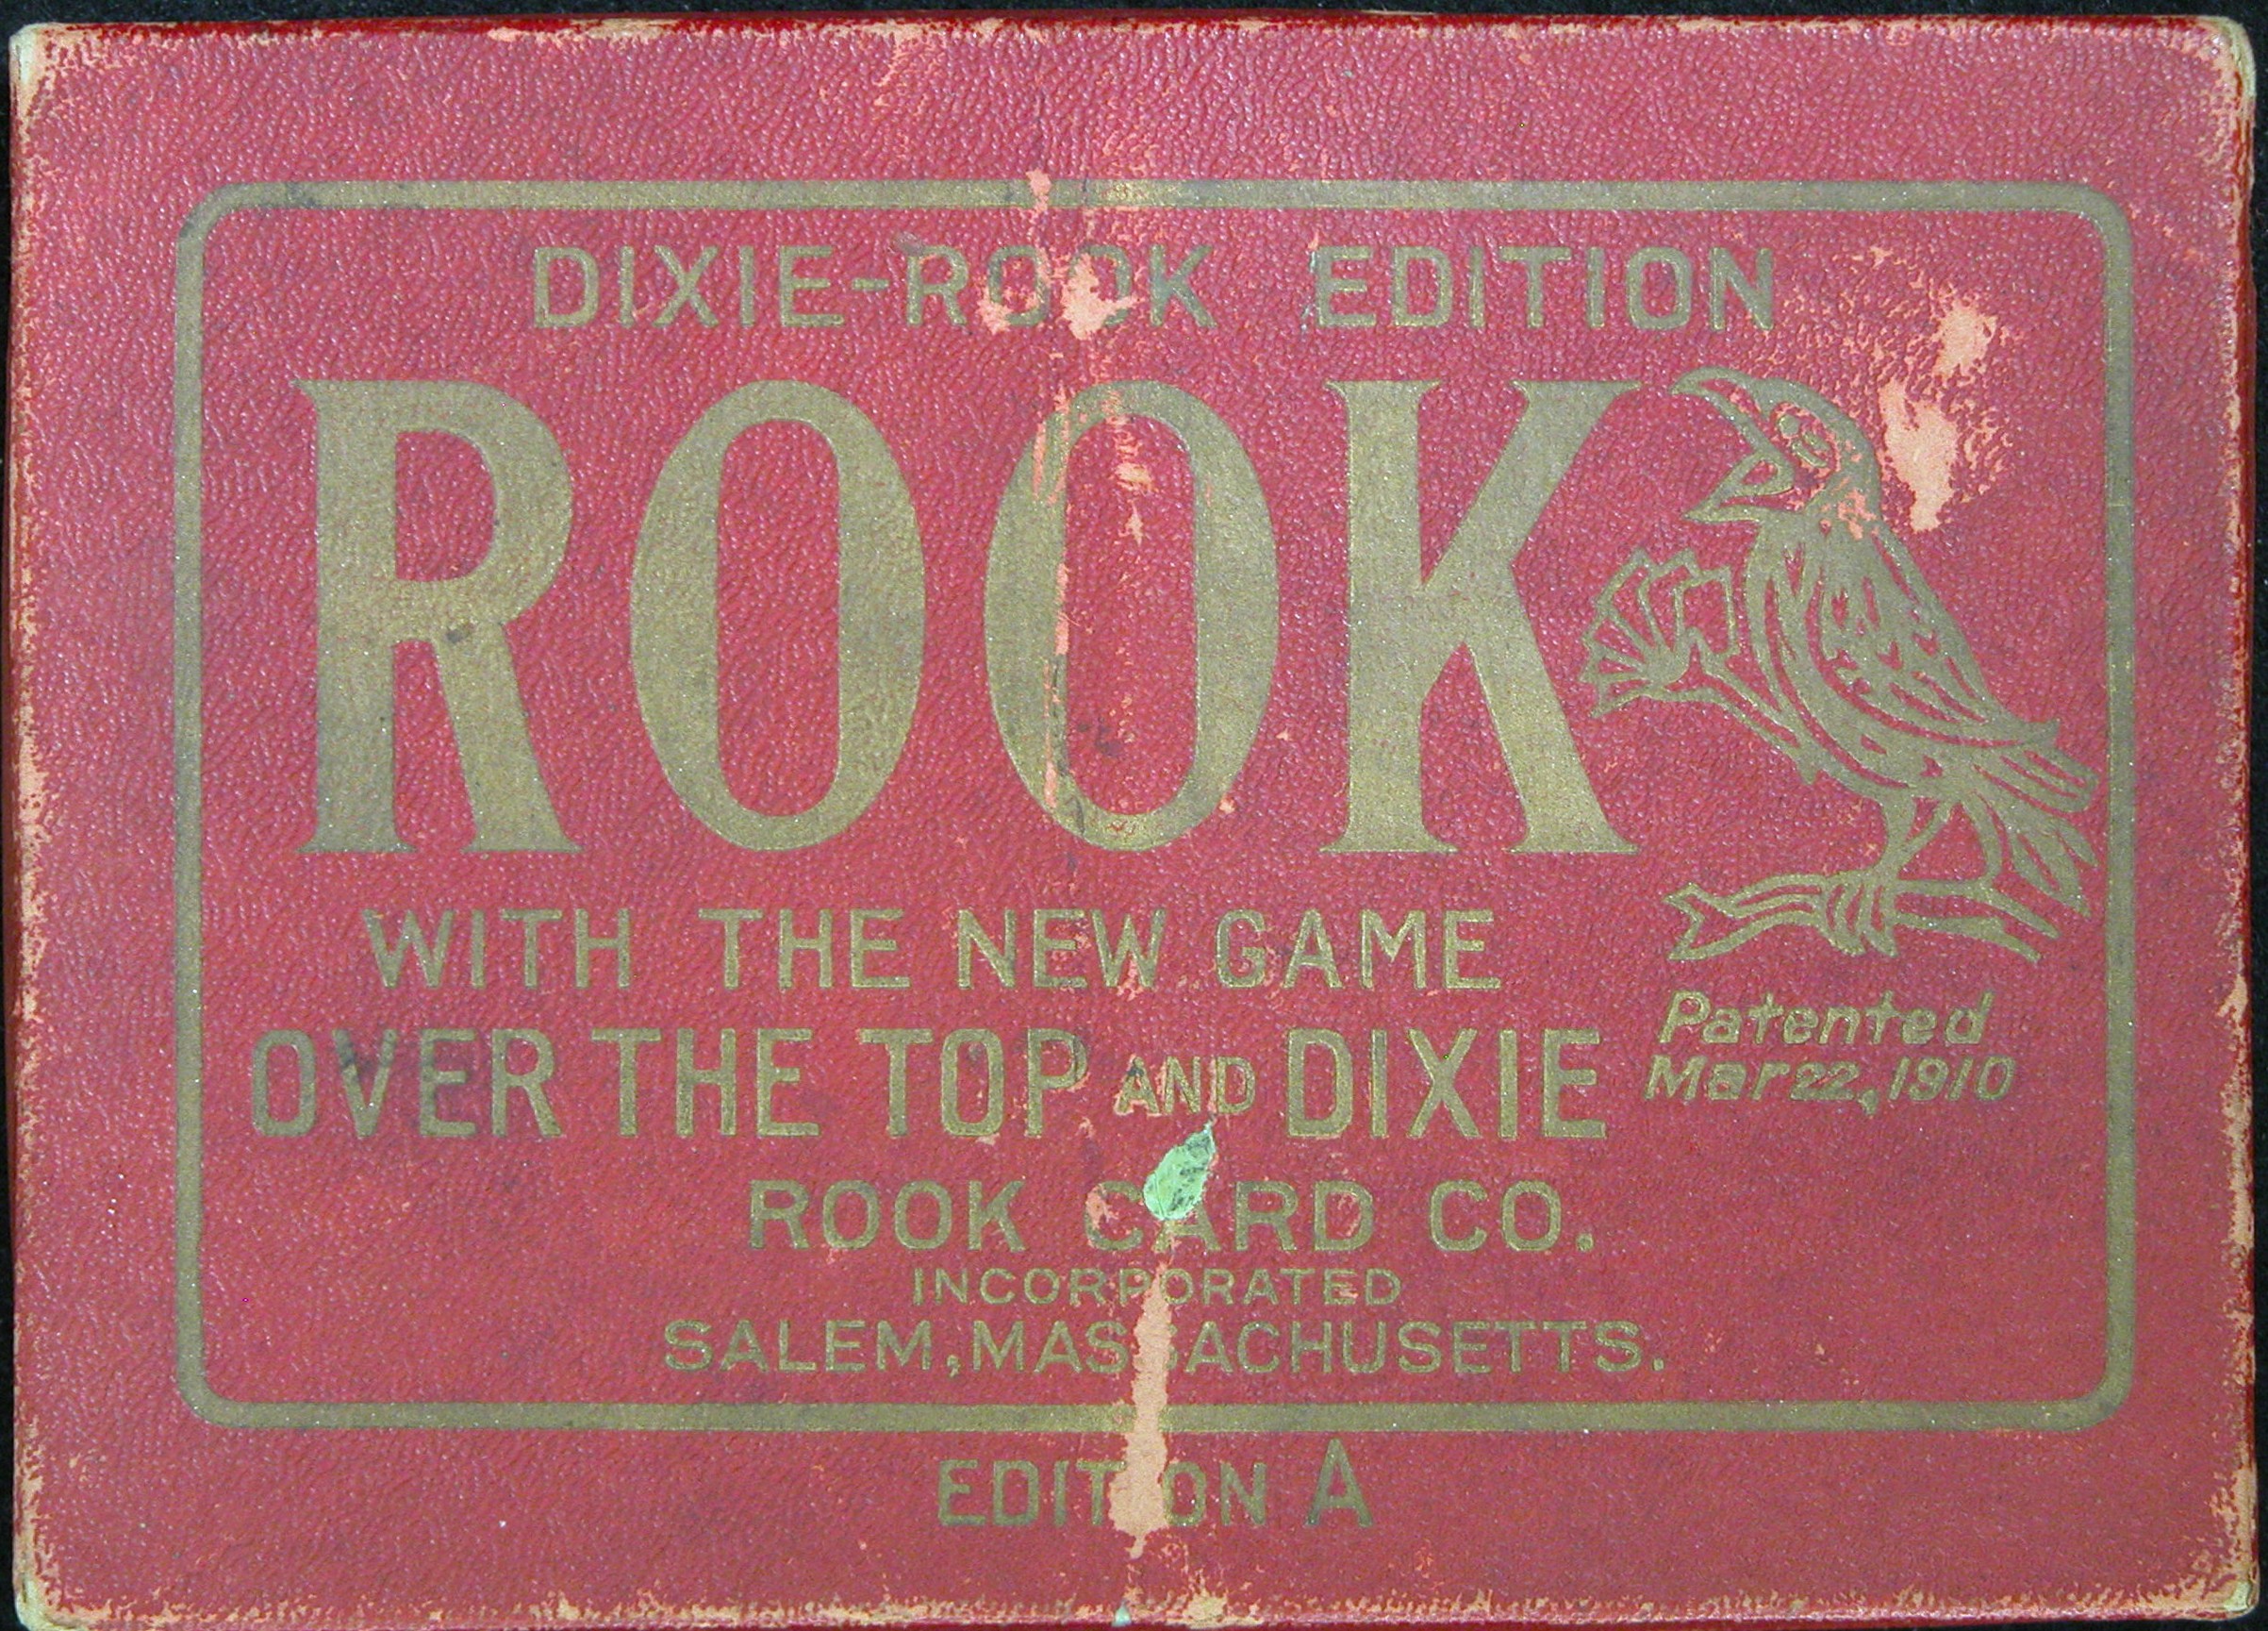 DIXIE-ROOK EDITION
ROOK
WITH THE NEW GAME
OVER THE TOP AND DIXIE
Patented
Mar 22, 1910
ROOK CARD CO.
INCORPORATED
SALEM, MASSACHUSETTS.
EDITION A